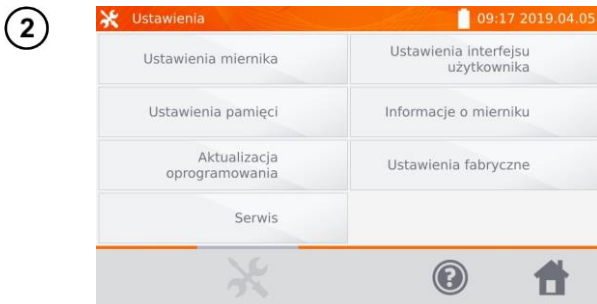 2
Ustawienia
09:17 2019.04.05
Ustawienia miernika
Ustawienia interfejsu
użytkownika
Ustawienia pamięci
Informacje o mierniku
Aktualizacja
oprogramowania
Ustawienia fabryczne
Serwis
?